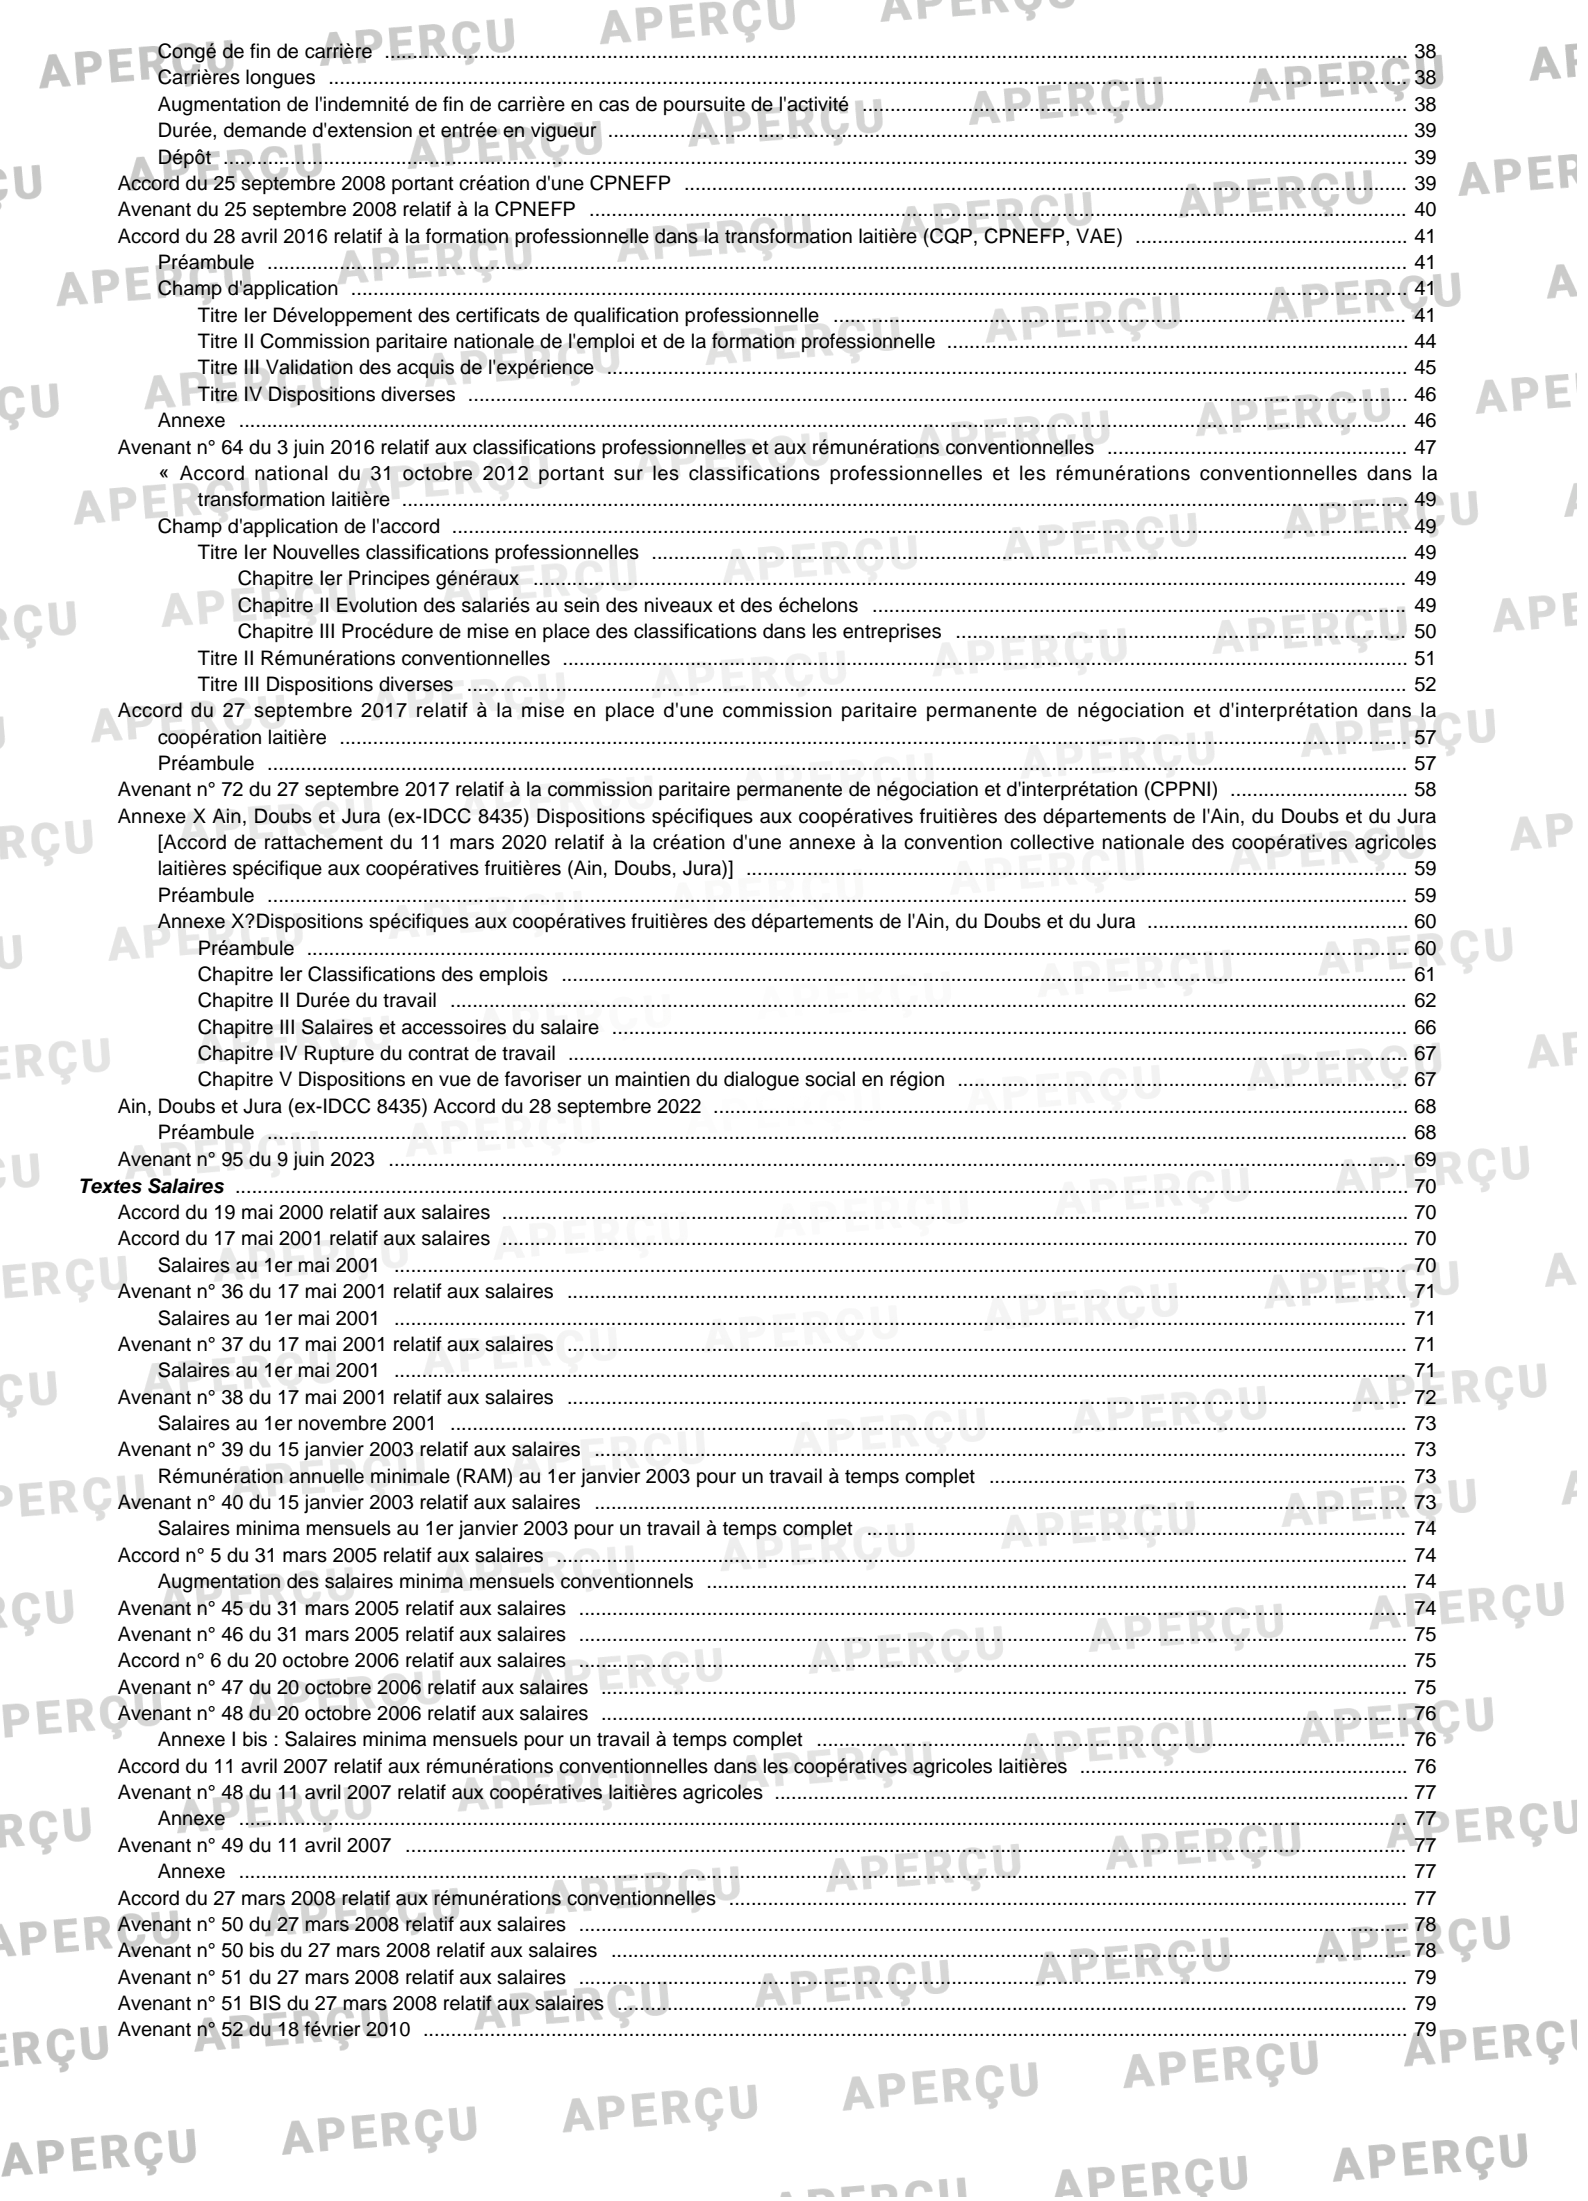 Congé de fin de carrière ........ 38
Carrières longues ........ 38
Augmentation de l'indemnité de fin de carrière en cas de poursuite de l'activité ........ 38
Durée, demande d'extension et entrée en vigueur ........ 39
Dépôt ........ 39
Accord du 25 septembre 2008 portant création d'une CPNEFP ........ 39
Avenant du 25 septembre 2008 relatif à la CPNEFP ........ 40
Accord du 28 avril 2016 relatif à la formation professionnelle dans la transformation laitière (CQP, CPNEFP, VAE) ........ 41
Préambule ........ 41
Champ d'application ........ 41
Titre Ier Développement des certificats de qualification professionnelle ........ 41
Titre II Commission paritaire nationale de l'emploi et de la formation professionnelle ........ 44
Titre III Validation des acquis de l'expérience ........ 45
Titre IV Dispositions diverses ........ 46
Annexe ........ 46
Avenant n° 64 du 3 juin 2016 relatif aux classifications professionnelles et aux rémunérations conventionnelles ........ 47
« Accord national du 31 octobre 2012 portant sur les classifications professionnelles et les rémunérations conventionnelles dans la
transformation laitière ........ 49
Champ d'application de l'accord ........ 49
Titre Ier Nouvelles classifications professionnelles ........ 49
Chapitre Ier Principes généraux ........ 49
Chapitre II Evolution des salariés au sein des niveaux et des échelons ........ 49
Chapitre III Procédure de mise en place des classifications dans les entreprises ........ 50
Titre II Rémunérations conventionnelles ........ 51
Titre III Dispositions diverses ........ 52
Accord du 27 septembre 2017 relatif à la mise en place d'une commission paritaire permanente de négociation et d'interprétation dans la
coopération laitière ........ 57
Préambule ........ 57
Avenant n° 72 du 27 septembre 2017 relatif à la commission paritaire permanente de négociation et d'interprétation (CPPNI) ........ 58
Annexe X Ain, Doubs et Jura (ex-IDCC 8435) Dispositions spécifiques aux coopératives fruitières des départements de l'Ain, du Doubs et du Jura
[Accord de rattachement du 11 mars 2020 relatif à la création d'une annexe à la convention collective nationale des coopératives agricoles
laitières spécifique aux coopératives fruitières (Ain, Doubs, Jura)] ........ 59
Préambule ........ 59
Annexe X?Dispositions spécifiques aux coopératives fruitières des départements de l'Ain, du Doubs et du Jura ........ 60
Préambule ........ 60
Chapitre Ier Classifications des emplois ........ 61
Chapitre II Durée du travail ........ 62
Chapitre III Salaires et accessoires du salaire ........ 66
Chapitre IV Rupture du contrat de travail ........ 67
Chapitre V Dispositions en vue de favoriser un maintien du dialogue social en région ........ 67
Ain, Doubs et Jura (ex-IDCC 8435) Accord du 28 septembre 2022 ........ 68
Préambule ........ 68
Avenant n° 95 du 9 juin 2023 ........ 69
Textes Salaires ........ 70
Accord du 19 mai 2000 relatif aux salaires ........ 70
Accord du 17 mai 2001 relatif aux salaires ........ 70
Salaires au 1er mai 2001 ........ 70
Avenant n° 36 du 17 mai 2001 relatif aux salaires ........ 71
Salaires au 1er mai 2001 ........ 71
Avenant n° 37 du 17 mai 2001 relatif aux salaires ........ 71
Salaires au 1er mai 2001 ........ 71
Avenant n° 38 du 17 mai 2001 relatif aux salaires ........ 72
Salaires au 1er novembre 2001 ........ 73
Avenant n° 39 du 15 janvier 2003 relatif aux salaires ........ 73
Rémunération annuelle minimale (RAM) au 1er janvier 2003 pour un travail à temps complet ........ 73
Avenant n° 40 du 15 janvier 2003 relatif aux salaires ........ 73
Salaires minima mensuels au 1er janvier 2003 pour un travail à temps complet ........ 74
Accord n° 5 du 31 mars 2005 relatif aux salaires ........ 74
Augmentation des salaires minima mensuels conventionnels ........ 74
Avenant n° 45 du 31 mars 2005 relatif aux salaires ........ 74
Avenant n° 46 du 31 mars 2005 relatif aux salaires ........ 75
Accord n° 6 du 20 octobre 2006 relatif aux salaires ........ 75
Avenant n° 47 du 20 octobre 2006 relatif aux salaires ........ 75
Avenant n° 48 du 20 octobre 2006 relatif aux salaires ........ 76
Annexe I bis : Salaires minima mensuels pour un travail à temps complet ........ 76
Accord du 11 avril 2007 relatif aux rémunérations conventionnelles dans les coopératives agricoles laitières ........ 76
Avenant n° 48 du 11 avril 2007 relatif aux coopératives laitières agricoles ........ 77
Annexe ........ 77
Avenant n° 49 du 11 avril 2007 ........ 77
Annexe ........ 77
Accord du 27 mars 2008 relatif aux rémunérations conventionnelles ........ 77
Avenant n° 50 du 27 mars 2008 relatif aux salaires ........ 78
Avenant n° 50 bis du 27 mars 2008 relatif aux salaires ........ 78
Avenant n° 51 du 27 mars 2008 relatif aux salaires ........ 79
Avenant n° 51 BIS du 27 mars 2008 relatif aux salaires ........ 79
Avenant n° 52 du 18 février 2010 ........ 79
APERÇU